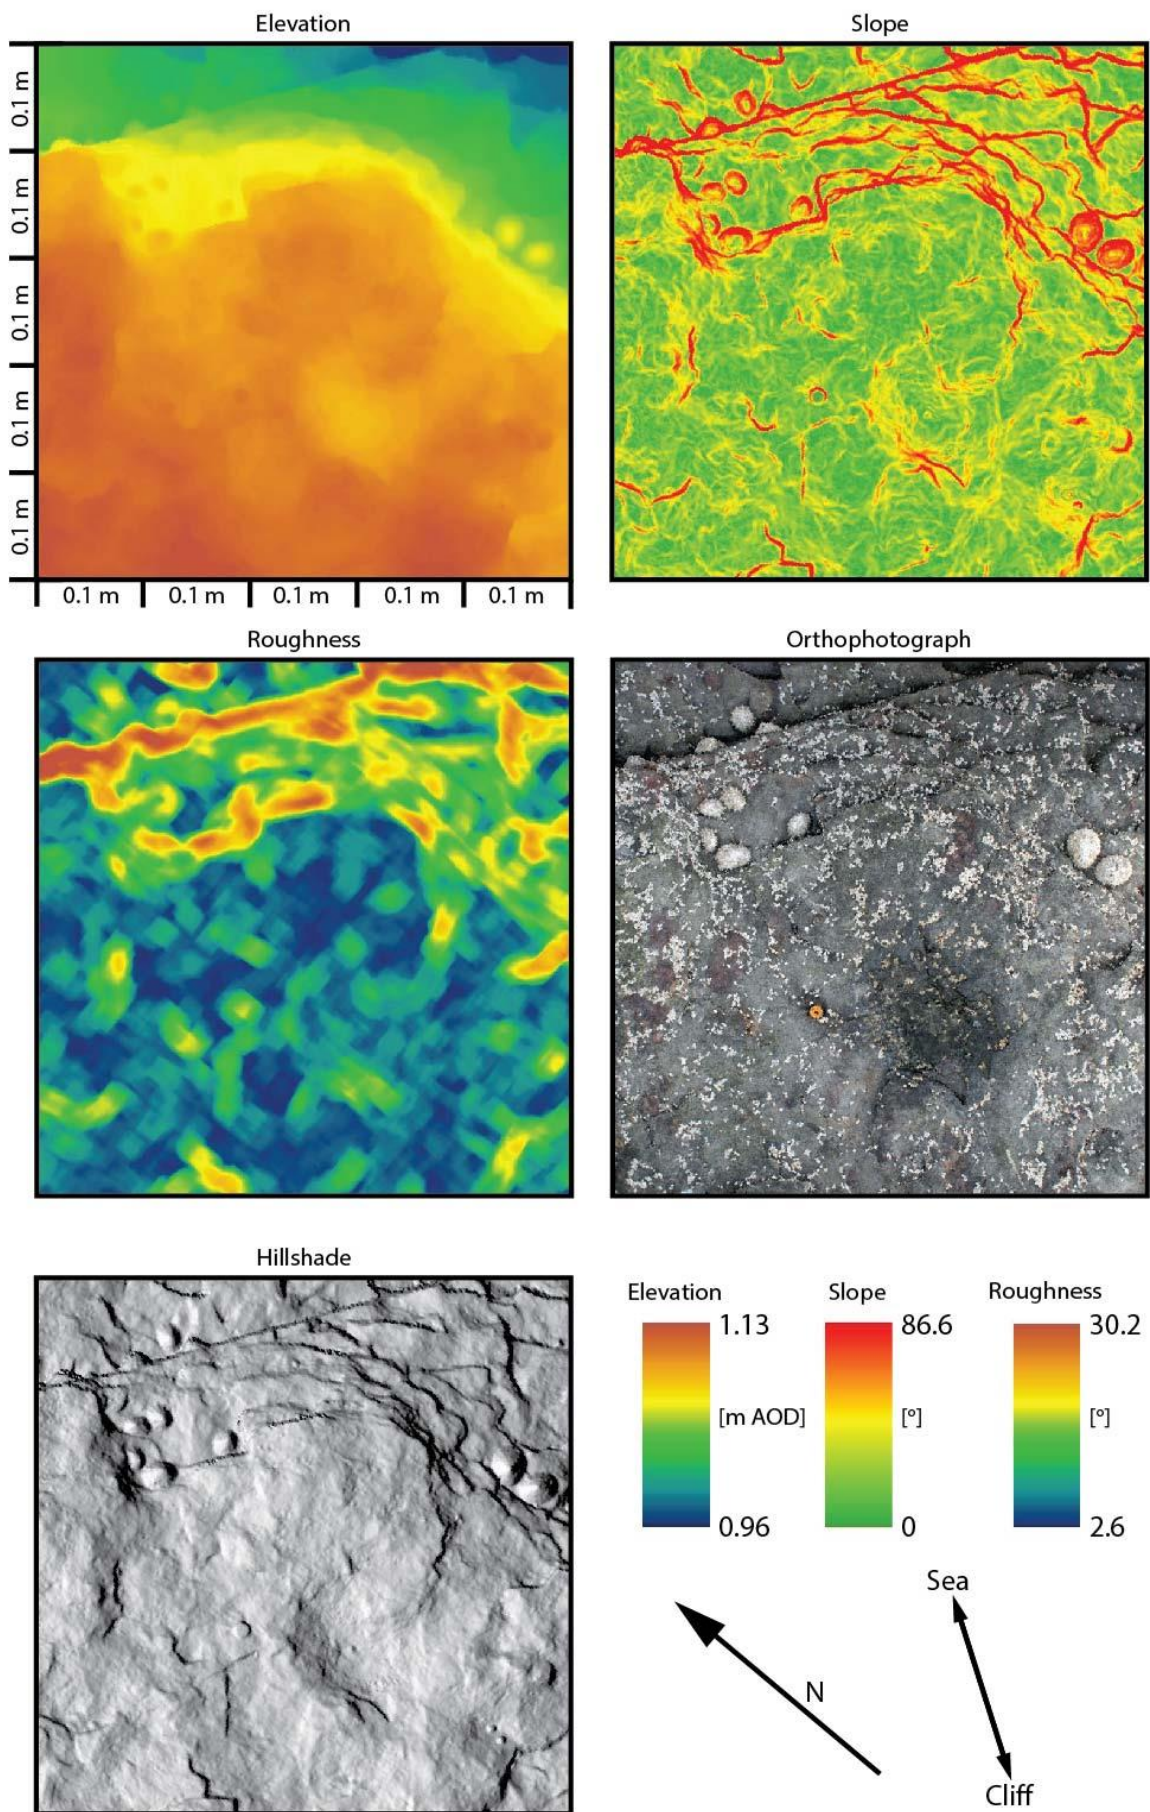 Elevation
Slope
0.1 m
0.1 m
0.1 m
0.1 m
0.1 m
0.1 m
0.1 m
0.1 m
0.1 m
0.1 m
Roughness
Orthophotograph
Hillshade
Elevation
Slope
Roughness
1.13
86.6
30.2
[m AOD]
[°]
[°]
0.96
0
2.6
Sea
N
Cliff